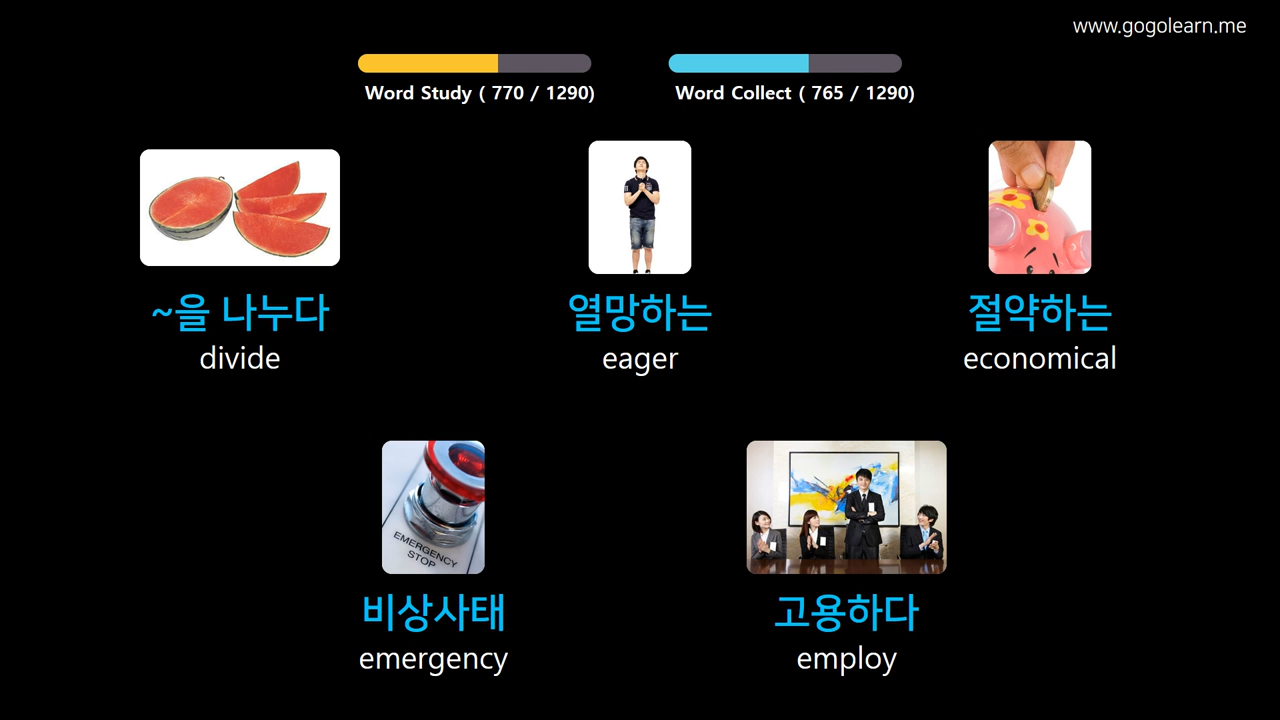 www.gogolearn.me
Word Study ( 770 / 1290)
Word Collect ( 765 / 1290)
~을 나누다
divide
열망하는
eager
절약하는
economical
EMERGENCY
STOP
비상사태
emergency
고용하다
employ